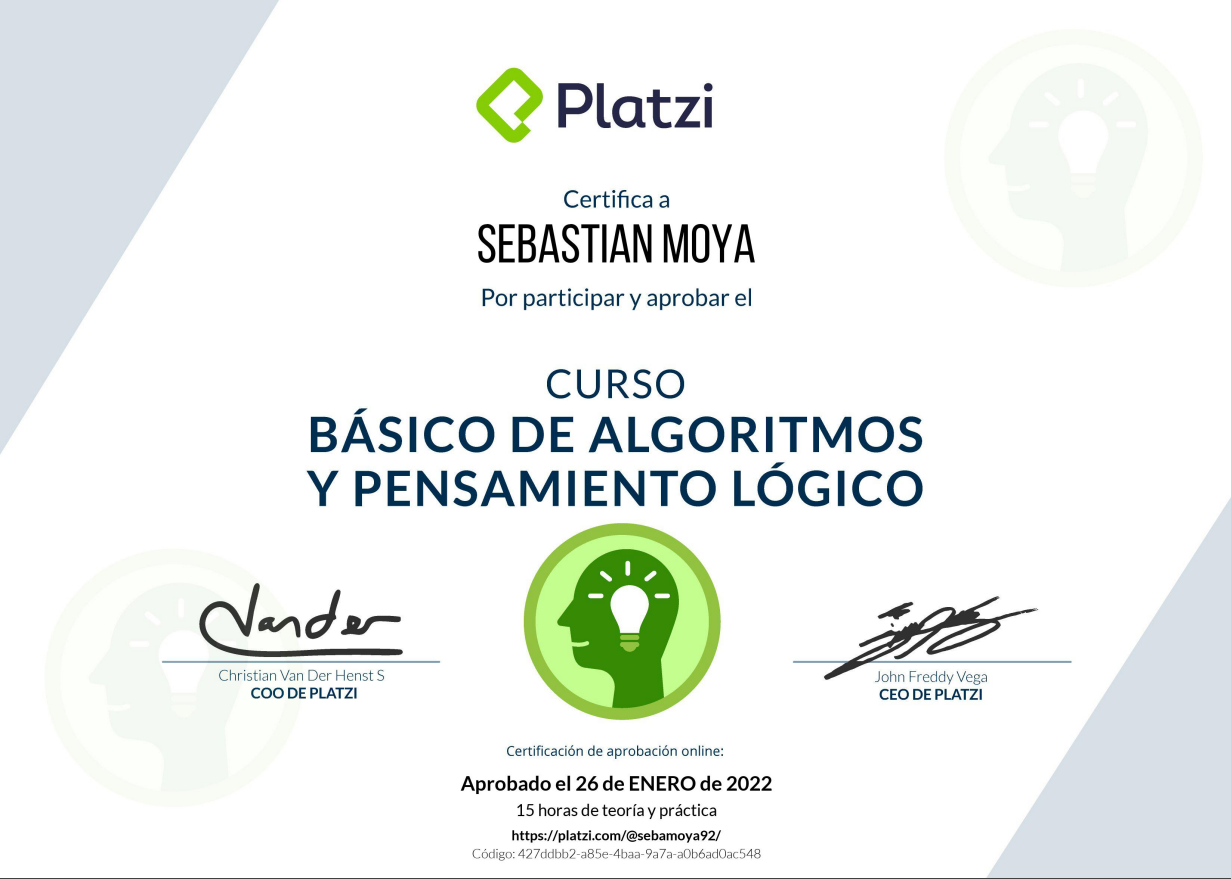 Platzi
Certifica a
SEBASTIAN MOYA
Por participar y aprobar el
CURSO
BÁSICO DE ALGORITMOS
Y PENSAMIENTO LÓGICO
Vander
Christian Van Der Henst S
COO DE PLATZI
John Freddy Vega
CEO DE PLATZI
Certificación de aprobación online:
Aprobado el 26 de ENERO de 2022
15 horas de teoría y práctica
https://platzi.com/@sebamoya92/
Código: 427ddbb2-a85e-4baa-9a7a-a0b6ad0ac548